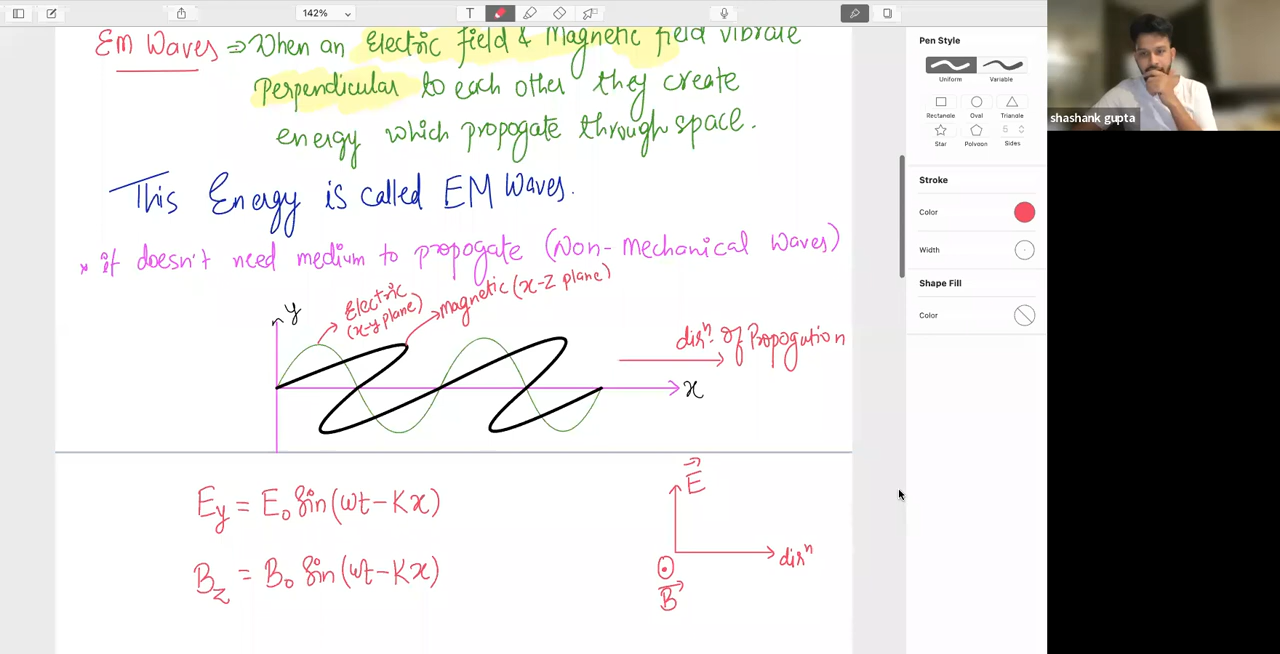 142%
T
EM Waves ⇒ When an Electric field & Magnetic field vibrate
Perpendicular to each other they create
energy which propogate through space.
This Energy is called EM Waves.
* it doesn't need medium to propogate (Non-Mechanical Waves)
y
Electric
(x-y plane)
Magnetic (x-z plane)
dirⁿ. of Propogation
x
E_y = E₀ sin(ωt-Kx)
B_z = B₀ sin(ωt-Kx)
E⃗
dirⁿ
B⃗
Pen Style
Uniform
Variable
Rectangle
Oval
Triangle
Star
Polygon
5
Sides
Stroke
Color
Width
Shape Fill
Color
shashank gupta